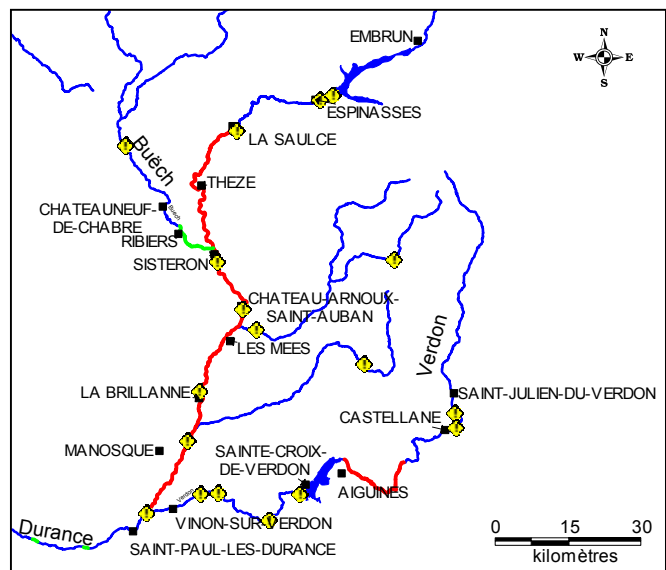 EMBRUN
N
W E
S
ESPINASSES
LA SAULCE
Buëch
THEZE
CHATEAUNEUF-
DE-CHABRE
Buëch
RIBIERS
SISTERON
CHATEAU-ARNOUX-
SAINT-AUBAN
LES MEES
Verdon
LA BRILLANNE
SAINT-JULIEN-DU-VERDON
CASTELLANE
MANOSQUE
SAINTE-CROIX-
DE-VERDON
AIGUINES
Verdon
VINON-SUR-VERDON
Durance
SAINT-PAUL-LES-DURANCE
0 15 30
kilomètres